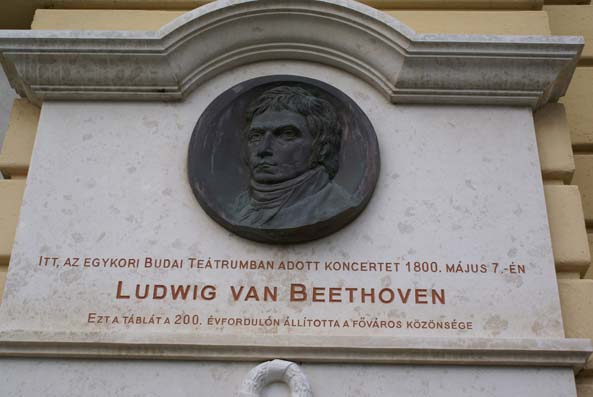 Itt, az egykori Budai Teátrumban adott koncertet 1800. május 7.-én
Ludwig van Beethoven
Ezt a táblát a 200. évfordulón állította a főváros közönsége